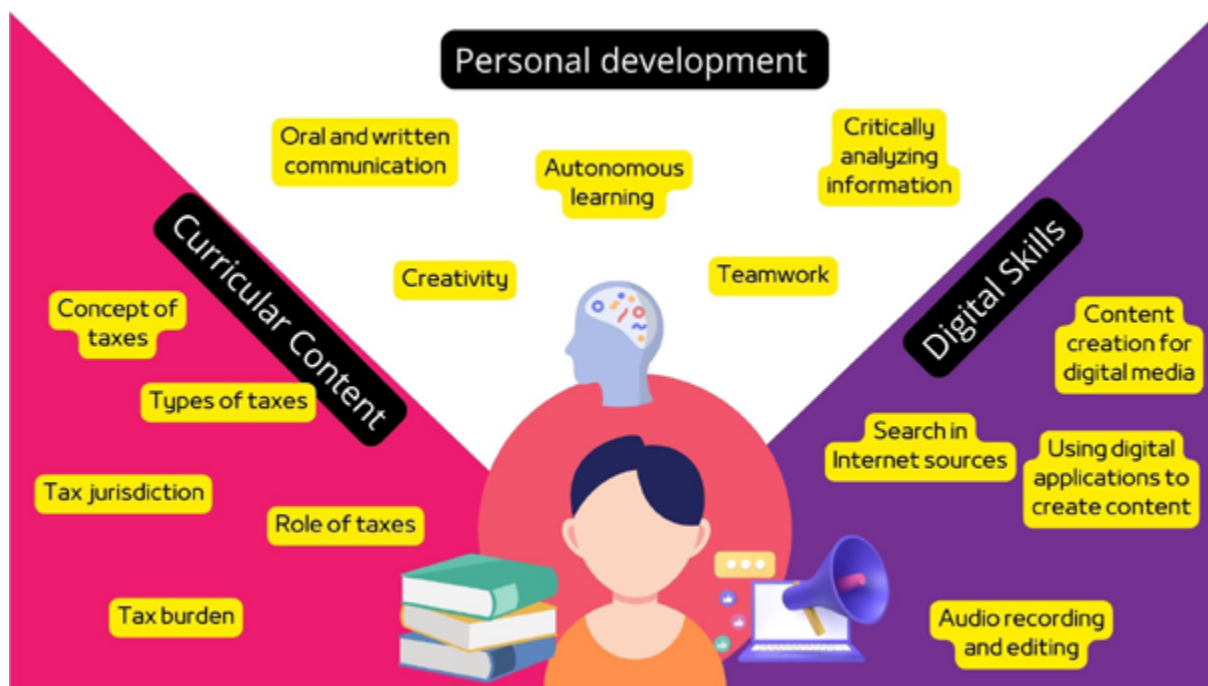 Personal development
Oral and written
communication
Autonomous
learning
Critically
analyzing
information
Creativity
Teamwork
Curricular Content
Concept of
taxes
Types of taxes
Tax jurisdiction
Role of taxes
Tax burden
Digital Skills
Content
creation for
digital media
Search in
Internet sources
Using digital
applications to
create content
Audio recording
and editing